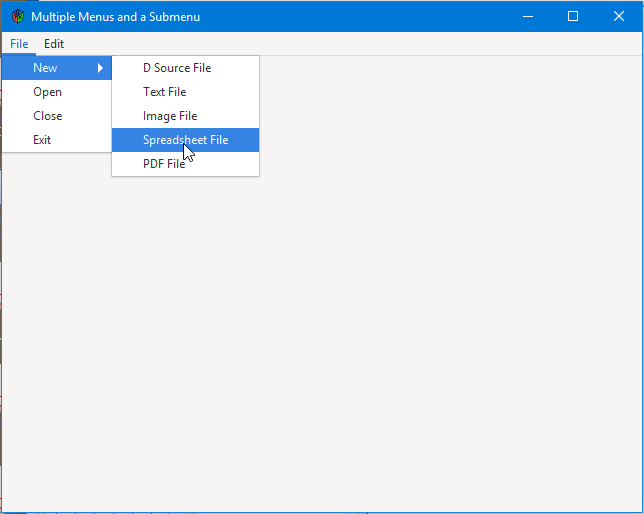 Multiple Menus and a Submenu
File Edit
New D Source File
Open Text File
Close Image File
Exit Spreadsheet File
PDF File